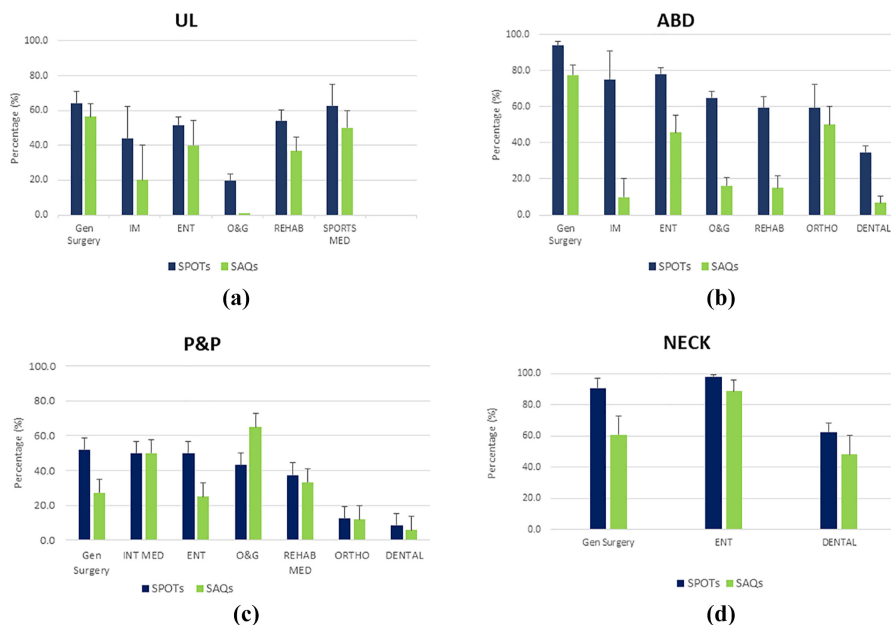 UL
Percentage (%)
100.0
80.0
60.0
40.0
20.0
0.0
Gen Surgery
IM
ENT
O&G
REHAB
SPORTS MED
SPOTs SAQs
(a)
ABD
Percentage (%)
100.0
80.0
60.0
40.0
20.0
0.0
Gen Surgery
IM
ENT
O&G
REHAB
ORTHO
DENTAL
SPOTs SAQs
(b)
P&P
Percentage (%)
100.0
80.0
60.0
40.0
20.0
0.0
Gen Surgery
INT MED
ENT
O&G
REHAB MED
ORTHO
DENTAL
SPOTs SAQs
(c)
NECK
Percentage (%)
100.0
80.0
60.0
40.0
20.0
0.0
Gen Surgery
ENT
DENTAL
SPOTs SAQs
(d)